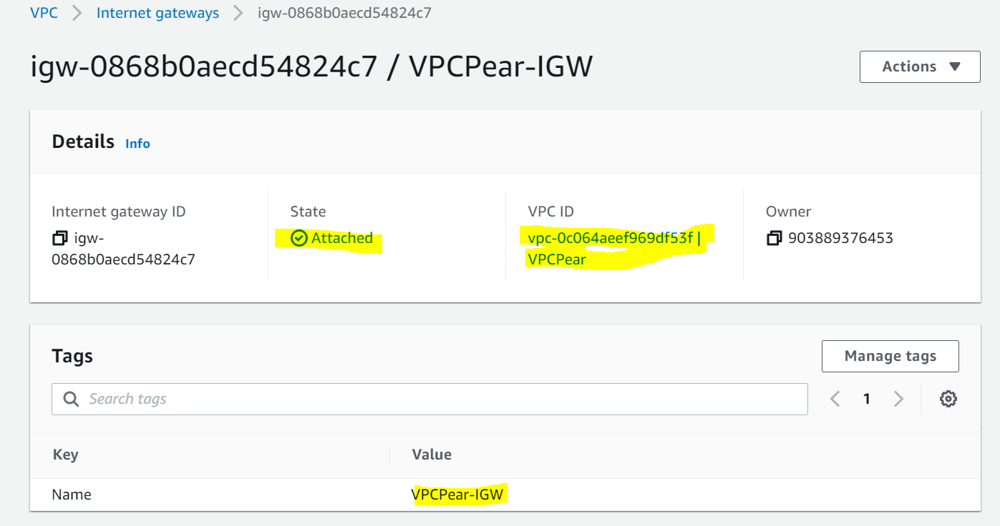 VPC > Internet gateways > igw-0868b0aecd54824c7
igw-0868b0aecd54824c7 / VPCPear-IGW
Actions ▼
Details Info
Internet gateway ID
igw-
0868b0aecd54824c7
State
Attached
VPC ID
vpc-0c064aeef969df53f |
VPCPear
Owner
903889376453
Tags
Manage tags
Search tags
1
Key Value
Name VPCPear-IGW